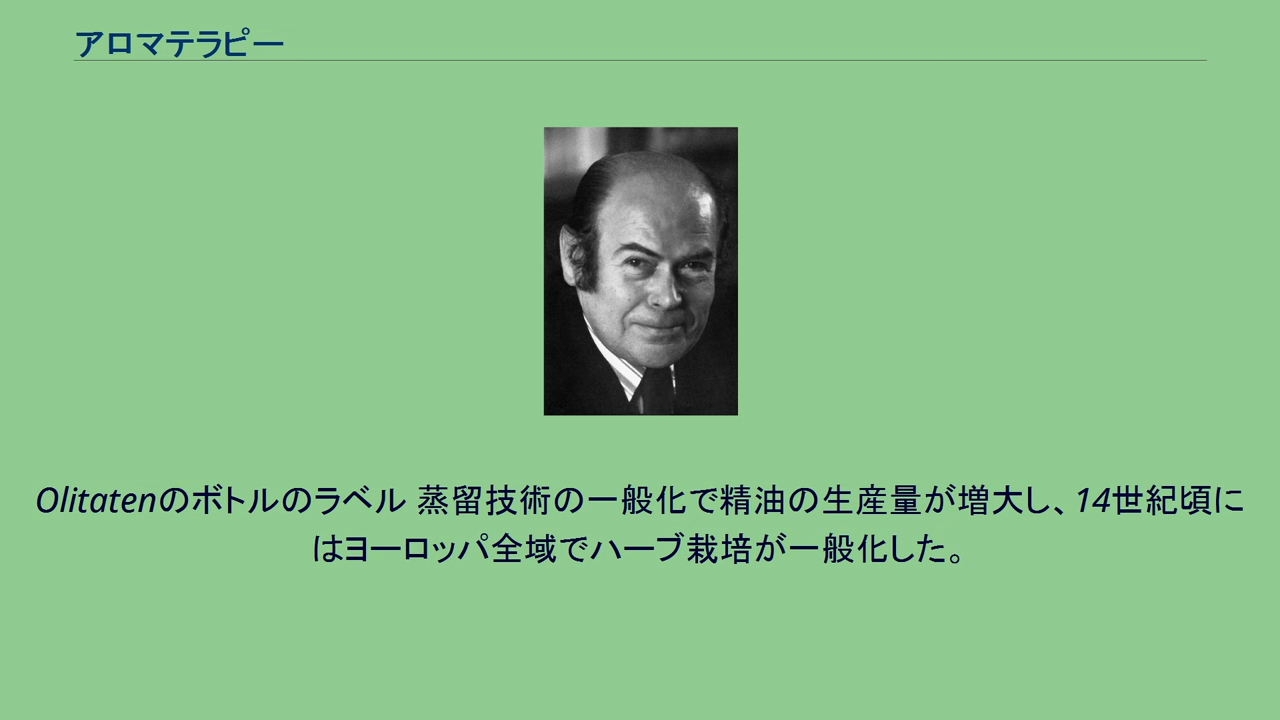 アロマテラピー
Olitatenのボトルのラベル 蒸留技術の一般化で精油の生産量が増大し、14世紀頃に
はヨーロッパ全域でハーブ栽培が一般化した。